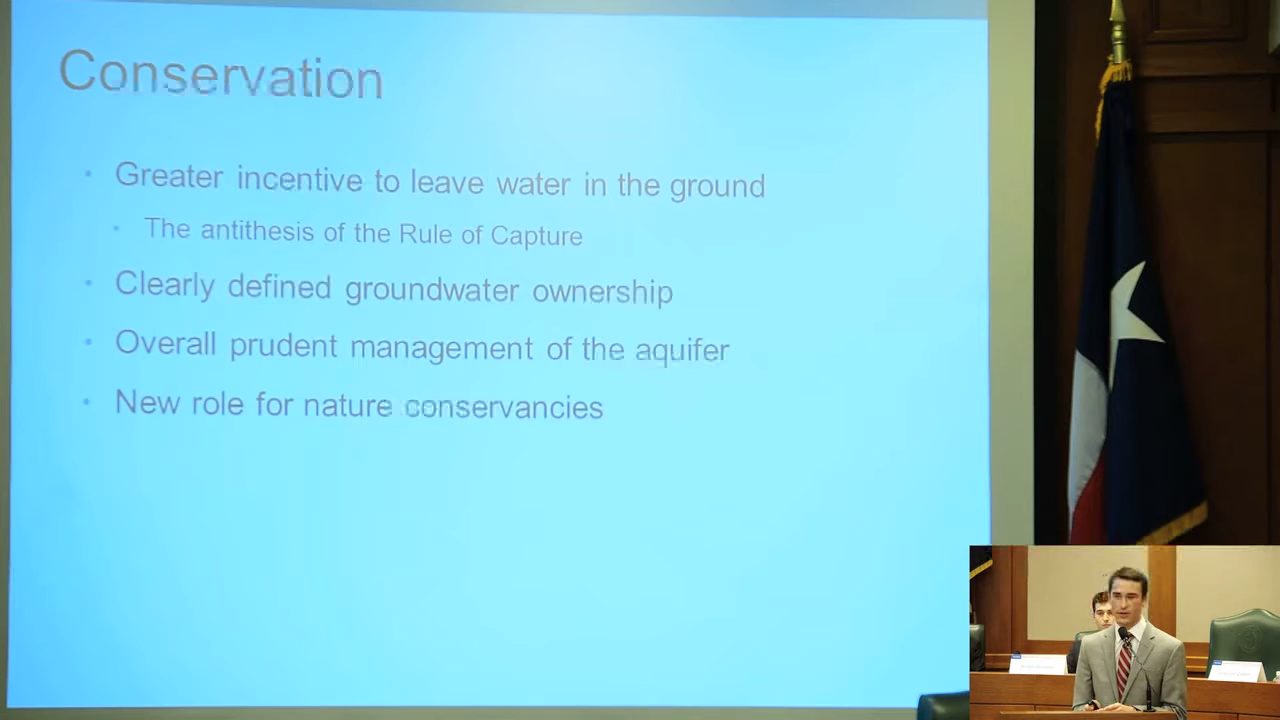 Conservation
Greater incentive to leave water in the ground
The antithesis of the Rule of Capture
Clearly defined groundwater ownership
Overall prudent management of the aquifer
New role for nature conservancies